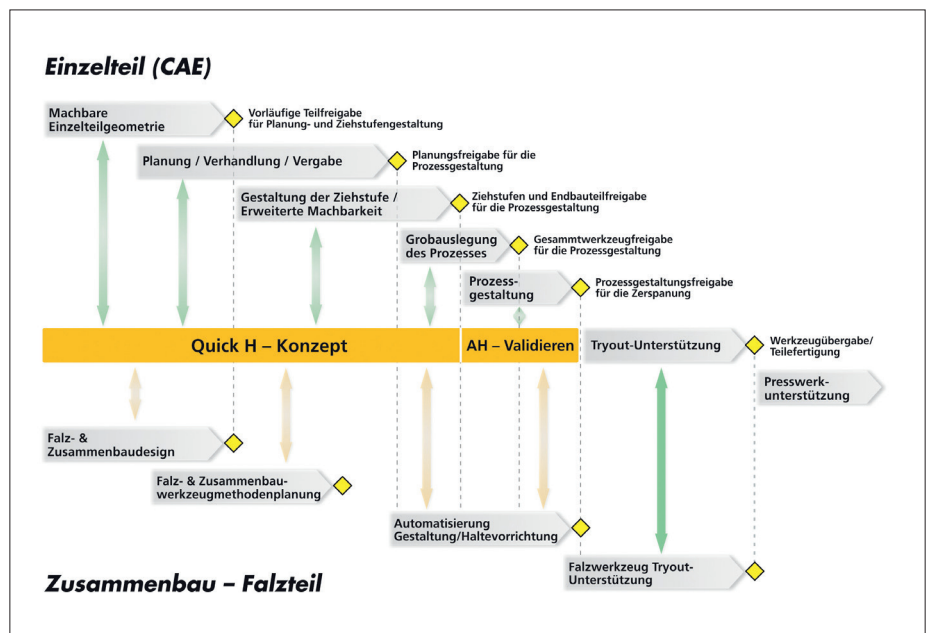 Einzelteil (CAE)
Machbare
Einzelteilgeometrie
Vorläufige Teilfreigabe
für Planung- und Ziehstufengestaltung
Planung / Verhandlung / Vergabe
Planungsfreigabe für die
Prozessgestaltung
Gestaltung der Ziehstufe /
Erweiterte Machbarkeit
Ziehstufen und Endbauteilfreigabe
für die Prozessgestaltung
Grobauslegung
des Prozesses
Gesammtwerkzeugfreigabe
für die Prozessgestaltung
Prozess-
gestaltung
Prozessgestaltungsfreigabe
für die Zerspanung
Quick H – Konzept
AH – Validieren
Tryout-Unterstützung
Werkzeugübergabe/
Teilefertigung
Presswerk-
unterstützung
Falz- &
Zusammenbaudesign
Falz- & Zusammenbau-
werkzeugmethodenplanung
Automatisierung
Gestaltung/Haltevorrichtung
Falzwerkzeug Tryout-
Unterstützung
Zusammenbau – Falzteil